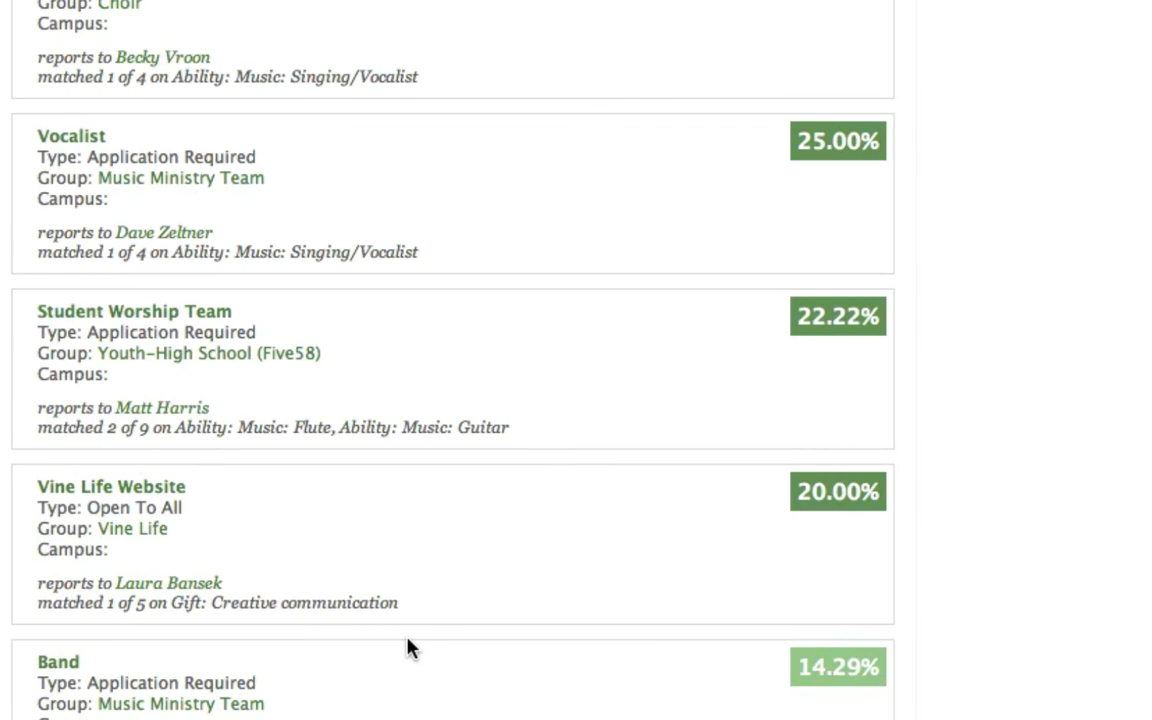 Group: Choir
Campus:
reports to Becky Vroon
matched 1 of 4 on Ability: Music: Singing/Vocalist
Vocalist
25.00%
Type: Application Required
Group: Music Ministry Team
Campus:
reports to Dave Zeltner
matched 1 of 4 on Ability: Music: Singing/Vocalist
Student Worship Team
22.22%
Type: Application Required
Group: Youth-High School (Five58)
Campus:
reports to Matt Harris
matched 2 of 9 on Ability: Music: Flute, Ability: Music: Guitar
Vine Life Website
20.00%
Type: Open To All
Group: Vine Life
Campus:
reports to Laura Bansek
matched 1 of 5 on Gift: Creative communication
Band
14.29%
Type: Application Required
Group: Music Ministry Team